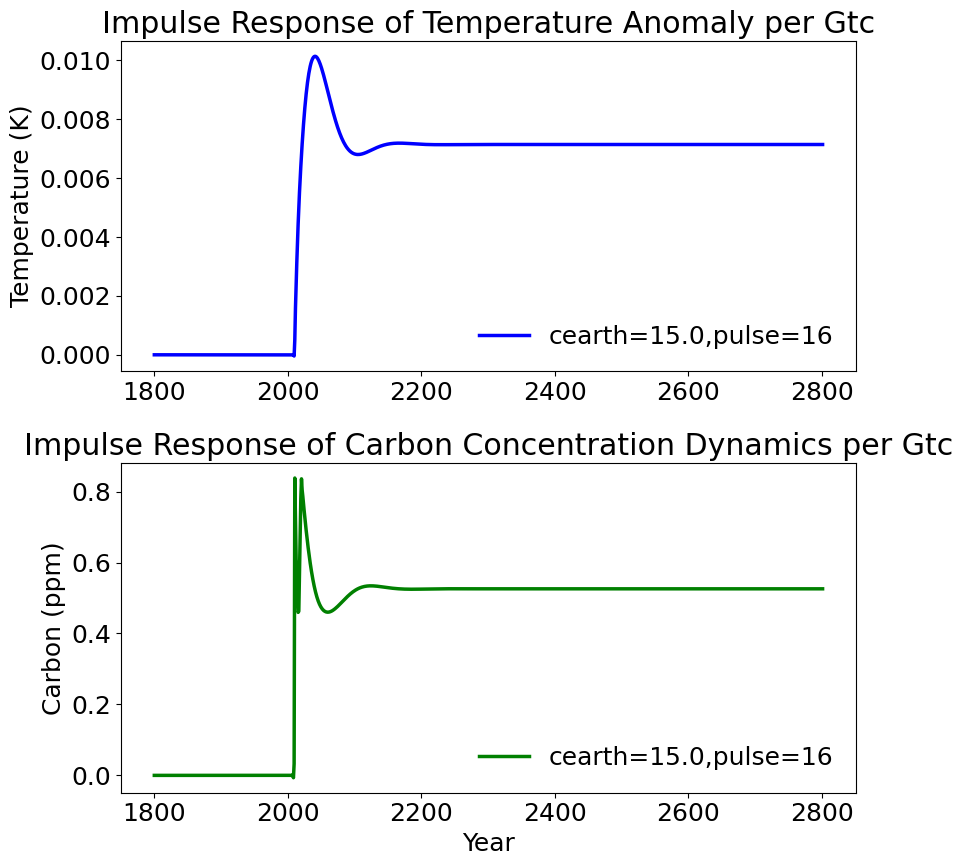 Impulse Response of Temperature Anomaly per Gtc
Temperature (K)
0.010
0.008
0.006
0.004
0.002
0.000
cearth=15.0,pulse=16
1800 2000 2200 2400 2600 2800
Impulse Response of Carbon Concentration Dynamics per Gtc
Carbon (ppm)
0.8
0.6
0.4
0.2
0.0
cearth=15.0,pulse=16
1800 2000 2200 2400 2600 2800
Year